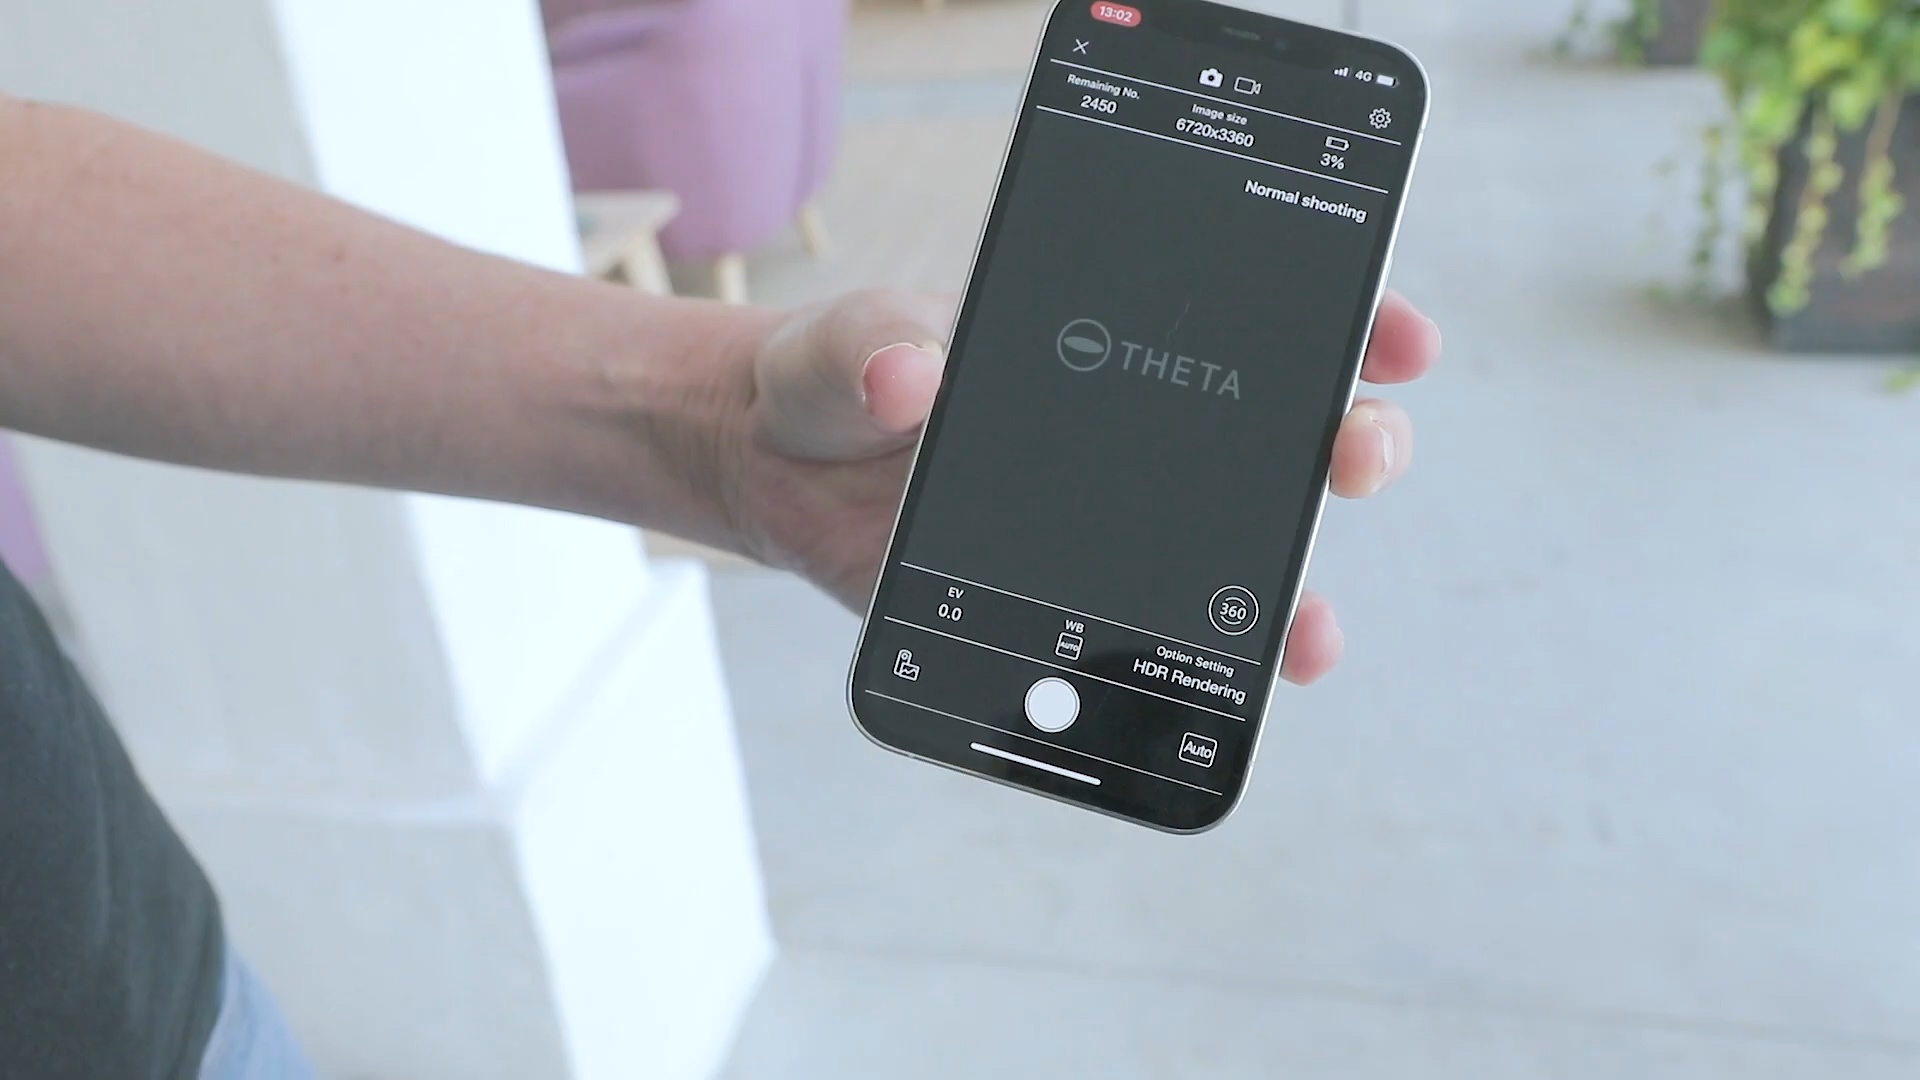 13:02
4G
Remaining No.
2450
Image size
6720x3360
3%
Normal shooting
THETA
360
EV
0.0
WB
AUTO
Option Setting
HDR Rendering
Auto